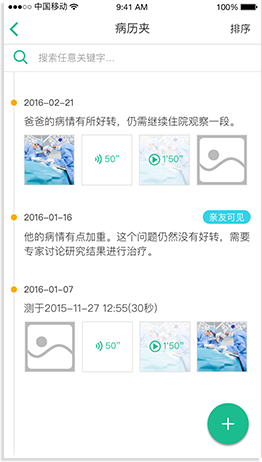 中国移动 9:41 AM 100%
病历夹 排序
搜索任意关键字...
2016-02-21
爸爸的病情有所好转，仍需继续住院观察一段。
50" 1'50"
2016-01-16 亲友可见
他的病情有点加重。这个问题仍然没有好转，需要
专家讨论研究结果进行治疗。
2016-01-07
测于2015-11-27 12:55(30秒)
50" 1'50"